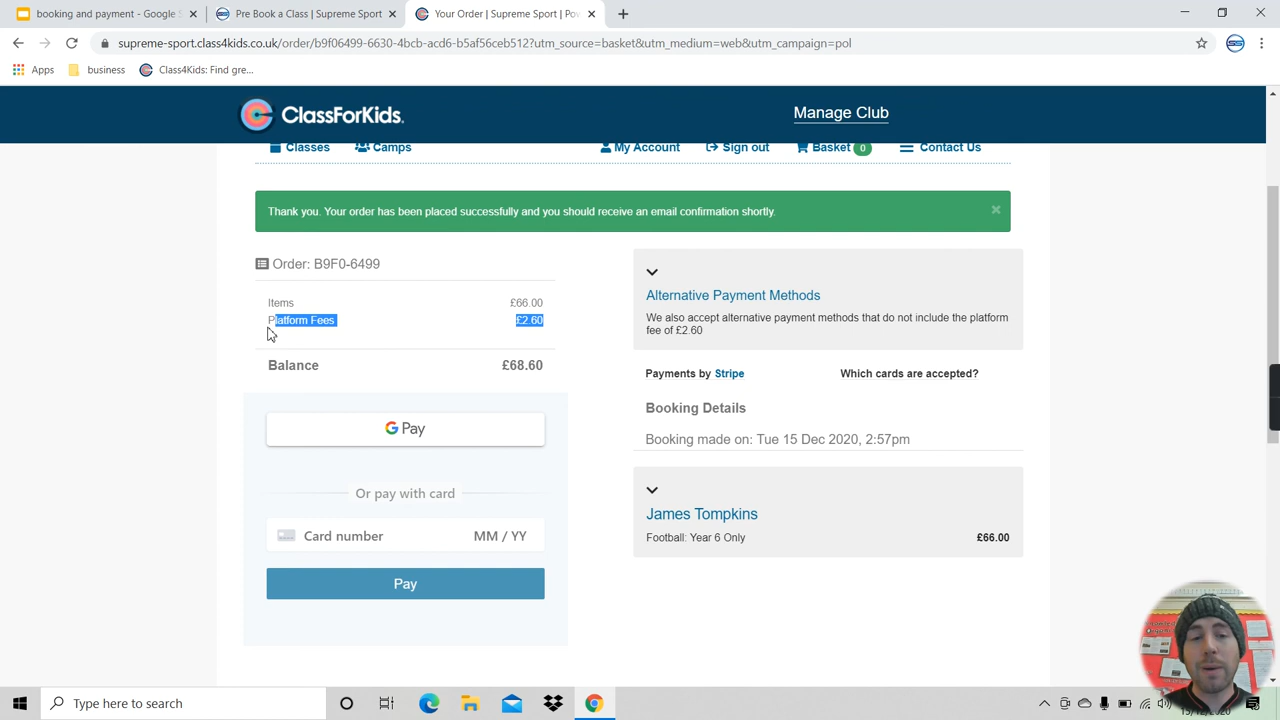 booking and payment - Google S
Pre Book a Class | Supreme Sport
Your Order | Supreme Sport | Pow
supreme-sport.class4kids.co.uk/order/b9f06499-6630-4bcb-acd6-b5af56ceb512?utm_source=basket&utm_medium=web&utm_campaign=pol
Apps
business
Class4Kids: Find gre...
ClassForKids.
Manage Club
Classes
Camps
My Account
Sign out
Basket 0
Contact Us
Thank you. Your order has been placed successfully and you should receive an email confirmation shortly.
Order: B9F0-6499
Items £66.00
Platform Fees £2.60
Balance £68.60
G Pay
Or pay with card
Card number MM / YY
Pay
Alternative Payment Methods
We also accept alternative payment methods that do not include the platform
fee of £2.60
Payments by Stripe
Which cards are accepted?
Booking Details
Booking made on: Tue 15 Dec 2020, 2:57pm
James Tompkins
Football: Year 6 Only £66.00
Type here to search